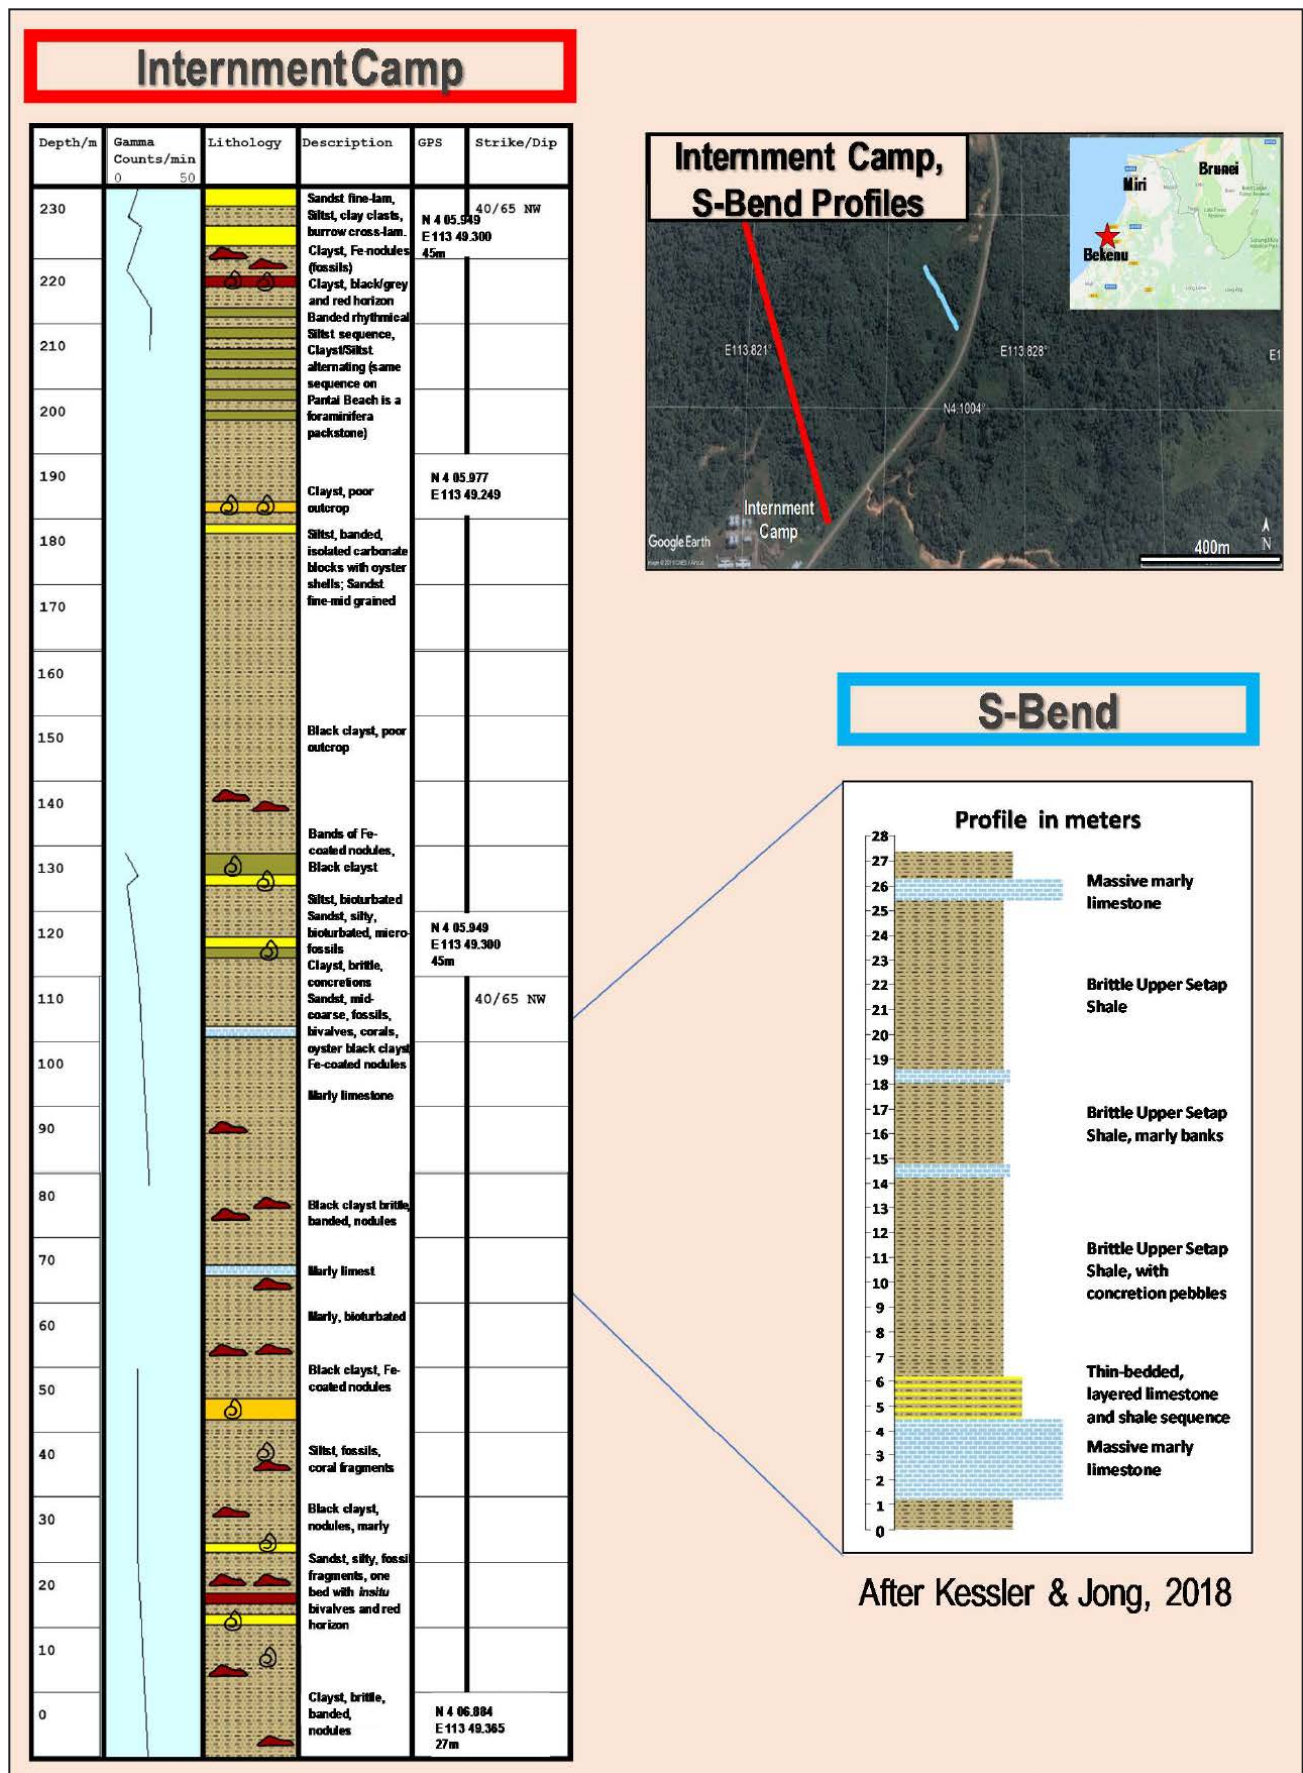 InternmentCamp
Depth/m
Gamma
Counts/min
0 50
Lithology
Description
GPS
Strike/Dip
230
220
210
200
190
180
170
160
150
140
130
120
110
100
90
80
70
60
50
40
30
20
10
0
Sandst fine-lam,
Siltst, clay clasts,
burrow cross-lam.
Clayst, Fe-nodules
(fossils)
Clayst, black/grey
and red horizon
Banded rhythmical
Siltst sequence,
Clayst/Siltst
alternating (same
sequence on
Pantai Beach is a
foraminifera
packstone)
Clayst, poor
outcrop
Siltst, banded,
isolated carbonate
blocks with oyster
shells; Sandst
fine-mid grained
Black clayst, poor
outcrop
Bands of Fe-
coated nodules,
Black clayst
Siltst, bioturbated
Sandst, silty,
bioturbated, micro-
fossils
Clayst, brittle,
concretions
Sandst, mid-
coarse, fossils,
bivalves, corals,
oyster black clayst
Fe-coated nodules
Marly limestone
Black clayst brittle,
banded, nodules
Marly limest
Marly, bioturbated
Black clayst, Fe-
coated nodules
Siltst, fossils,
coral fragments
Black clayst,
nodules, marly
Sandst, silty, fossil
fragments, one
bed with insitu
bivalves and red
horizon
Clayst, brittle,
banded,
nodules
N 4 05.949
E 113 49.300
45m
40/65 NW
N 4 05.977
E 113 49.249
N 4 05.949
E 113 49.300
45m
40/65 NW
N 4 06.884
E 113 49.365
27m
Internment Camp,
S-Bend Profiles
Miri
Brunei
Bekenu
E113.821°
E113.828°
E1
N4.1004°
Internment
Camp
Google Earth
400m
N
S-Bend
Profile in meters
28
27
26
25
24
23
22
21
20
19
18
17
16
15
14
13
12
11
10
9
8
7
6
5
4
3
2
1
0
Massive marly
limestone
Brittle Upper Setap
Shale
Brittle Upper Setap
Shale, marly banks
Brittle Upper Setap
Shale, with
concretion pebbles
Thin-bedded,
layered limestone
and shale sequence
Massive marly
limestone
After Kessler & Jong, 2018